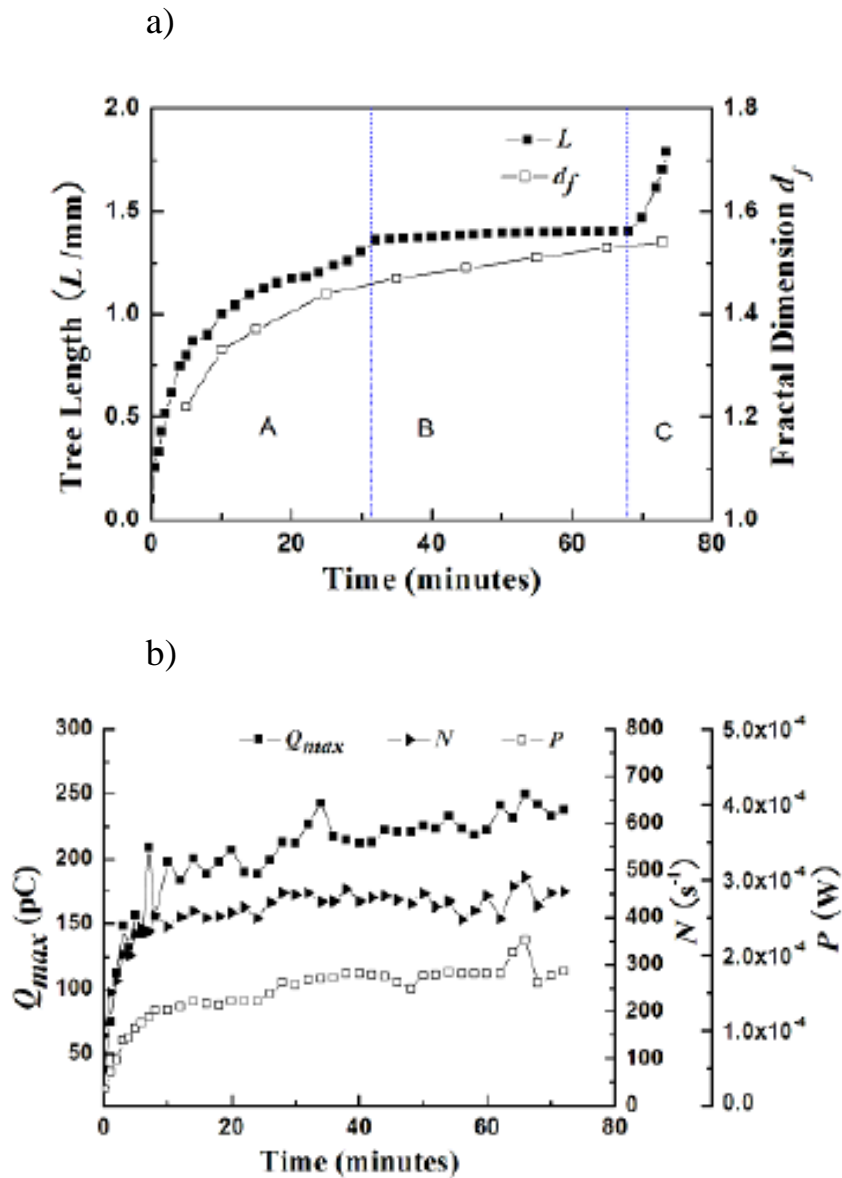 a)
2.0
1.5
1.0
0.5
0.0
Tree Length (L /mm)
L
d_f
A
B
C
1.8
1.6
1.4
1.2
1.0
Fractal Dimension d_f
0 20 40 60 80
Time (minutes)
b)
300
250
200
150
100
50
Q_max (pC)
Q_max N P
800
700
600
500
400
300
200
100
0
N (s⁻¹)
5.0x10⁻⁴
4.0x10⁻⁴
3.0x10⁻⁴
2.0x10⁻⁴
1.0x10⁻⁴
0.0
P (W)
0 20 40 60 80
Time (minutes)